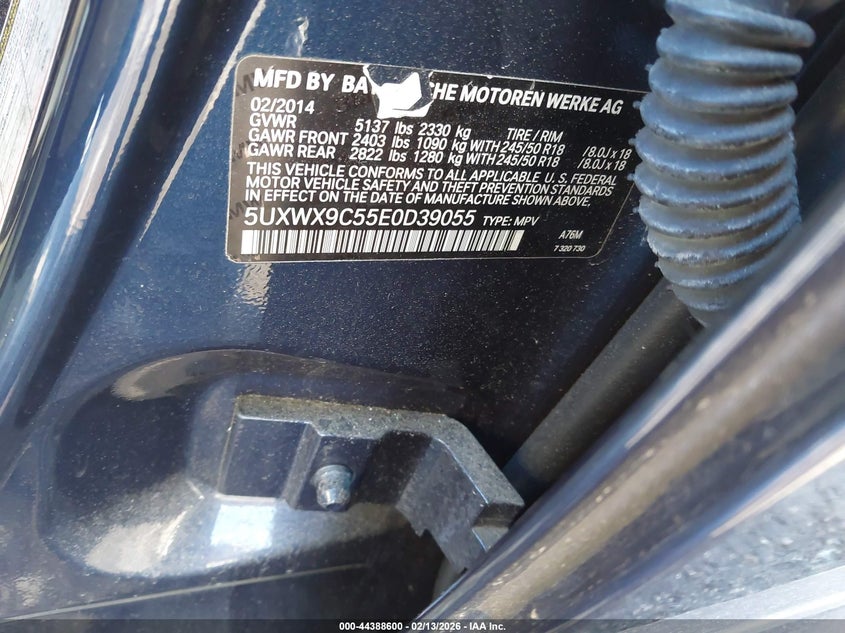 MFD BY BA HE MOTOREN WERKE AG
02/2014
GVWR 5137 lbs 2330 kg TIRE / RIM
GAWR FRONT 2403 lbs 1090 kg WITH 245/50 R18 /8.0J x 18
GAWR REAR 2822 lbs 1280 kg WITH 245/50 R18 /8.0J x 18
THIS VEHICLE CONFORMS TO ALL APPLICABLE U.S. FEDERAL
MOTOR VEHICLE SAFETY AND THEFT PREVENTION STANDARDS
IN EFFECT ON THE DATE OF MANUFACTURE SHOWN ABOVE.
5UXWX9C55E0D39055 TYPE: MPV
A76M
7 320 730
000-44388600 - 02/13/2026 - IAA Inc.